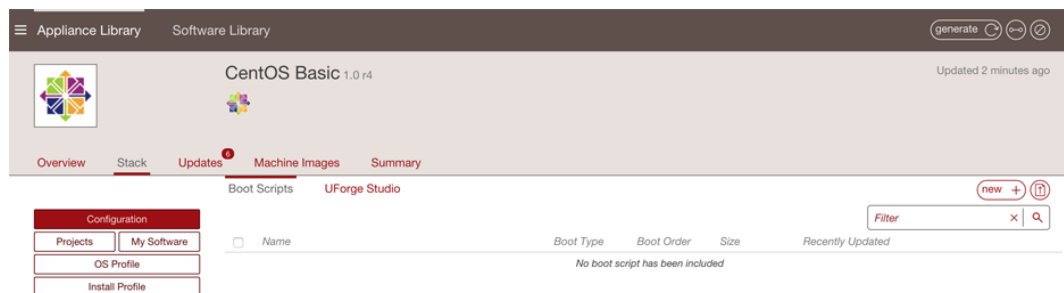 Appliance Library Software Library generate
CentOS Basic 1.0 r4 Updated 2 minutes ago
Overview Stack Updates 6 Machine Images Summary
Boot Scripts UForge Studio new +
Configuration Filter
Projects My Software Name Boot Type Boot Order Size Recently Updated
OS Profile No boot script has been included
Install Profile